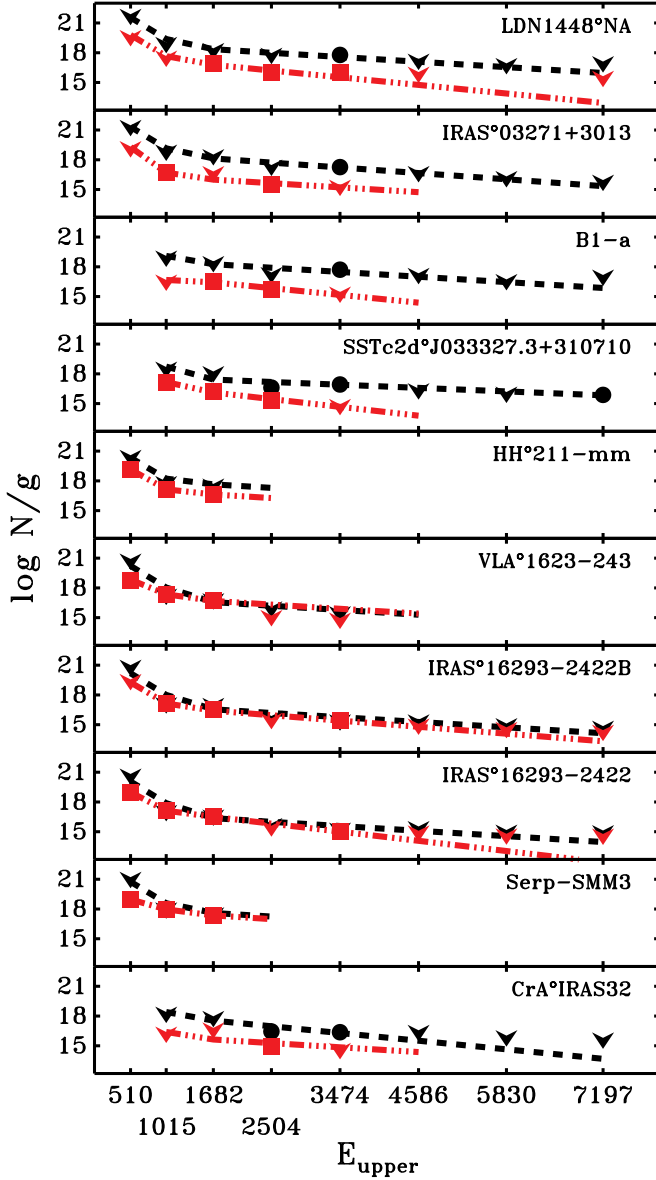 21
18
15
LDN1448°NA
21
18
15
IRAS°03271+3013
21
18
15
B1-a
21
18
15
SSTc2d°J033327.3+310710
21
18
15
HH°211-mm
21
18
15
VLA°1623-243
21
18
15
IRAS°16293-2422B
21
18
15
IRAS°16293-2422
21
18
15
Serp-SMM3
21
18
15
CrA°IRAS32
log N/g
510 1682 3474 4586 5830 7197
1015 2504
E_upper